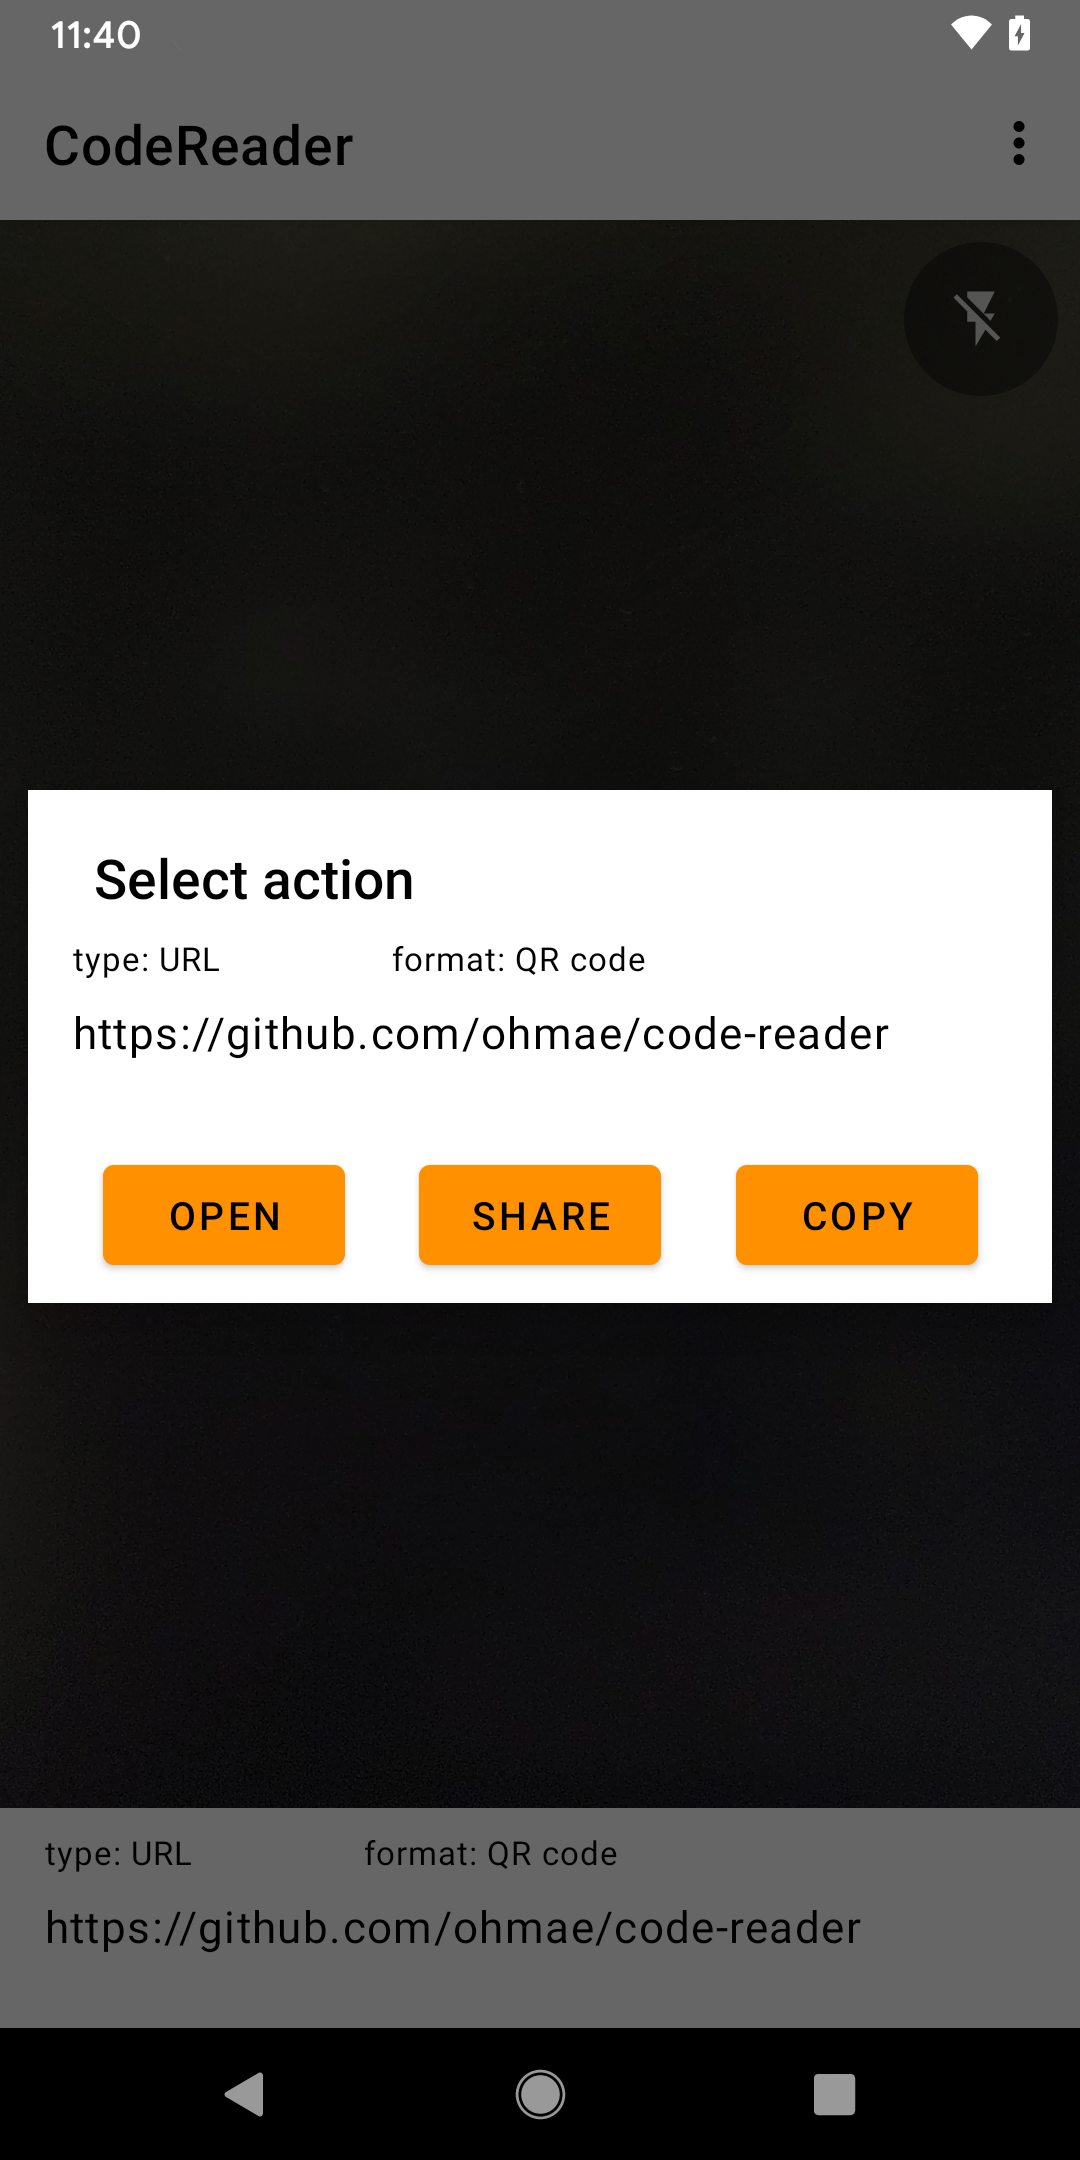 11:40
CodeReader
Select action
type: URL format: QR code
https://github.com/ohmae/code-reader
OPEN SHARE COPY
type: URL format: QR code
https://github.com/ohmae/code-reader